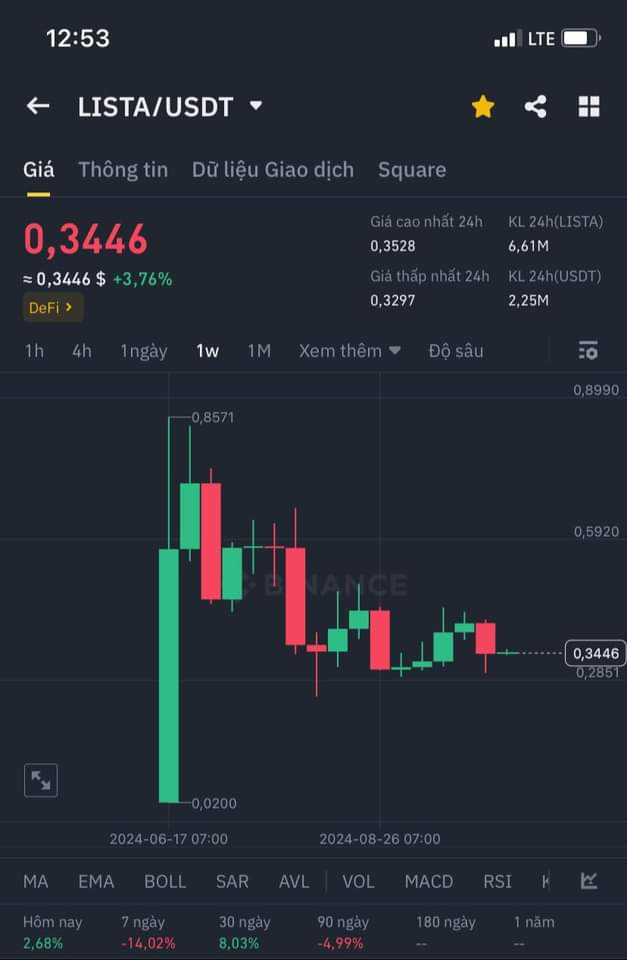 12:53
LTE
LISTA/USDT
Giá Thông tin Dữ liệu Giao dịch Square
0,3446
≈ 0,3446 $ +3,76%
DeFi
Giá cao nhất 24h KL 24h(LISTA)
0,3528 6,61M
Giá thấp nhất 24h KL 24h(USDT)
0,3297 2,25M
1h 4h 1ngày 1w 1M Xem thêm Độ sâu
0,8990
0,8571
0,5920
BINANCE
0,3446
0,2851
0,0200
2024-06-17 07:00 2024-08-26 07:00
MA EMA BOLL SAR AVL VOL MACD RSI
Hôm nay 7 ngày 30 ngày 90 ngày 180 ngày 1 năm
2,68% -14,02% 8,03% -4,99% -- --